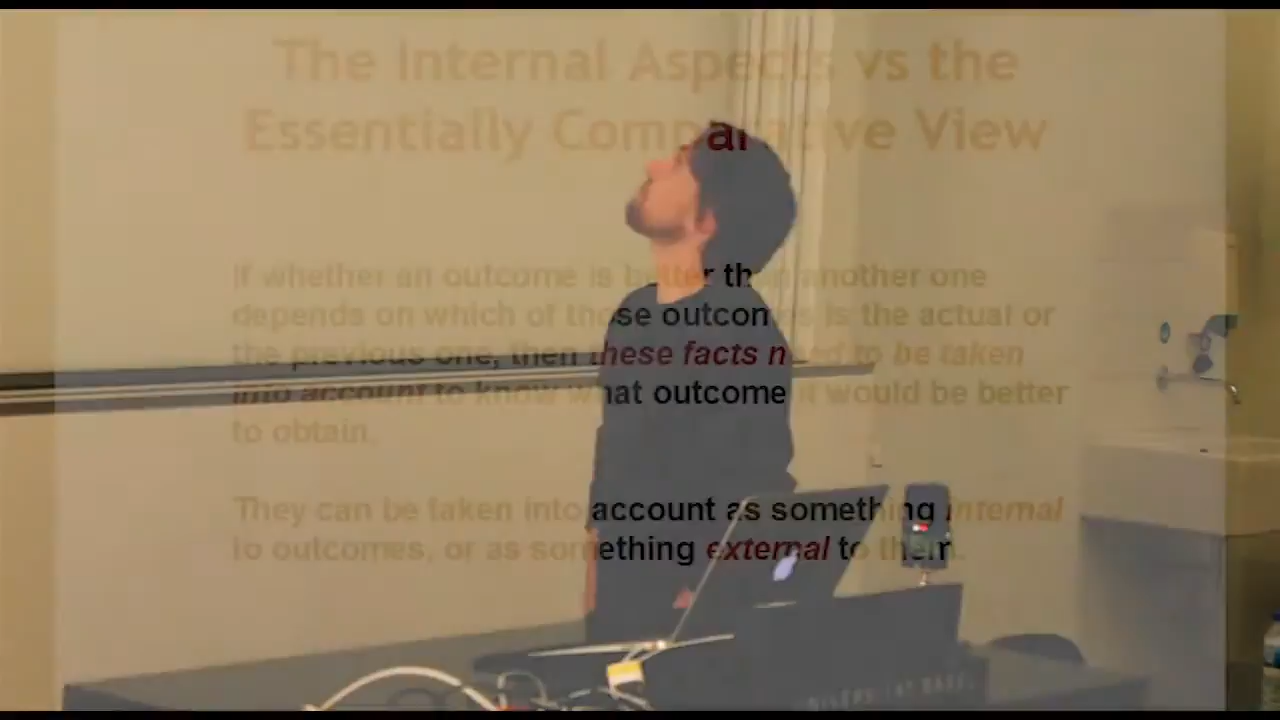 The Internal Aspects vs the
Essentially Comparative View
If whether an outcome is better than another one
depends on which of those outcomes is the actual or
the previous one, then these facts need to be taken
into account to know what outcome it would be better
to obtain.
They can be taken into account as something internal
to outcomes, or as something external to them.
UNIVERSITÄT BASEL